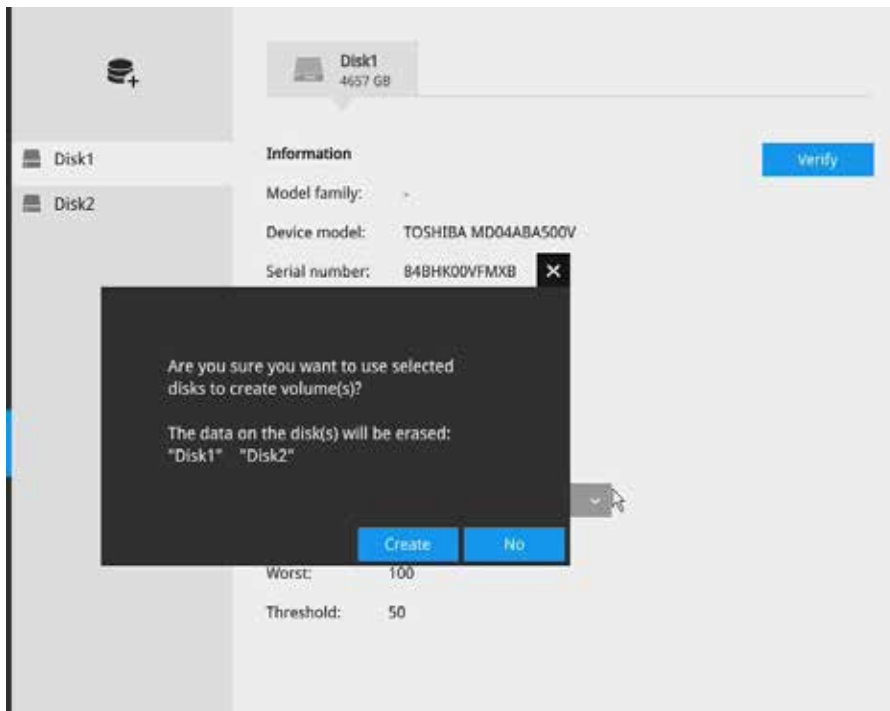 Disk1
4657 GB
Disk1
Disk2
Information
Verify
Model family: -
Device model: TOSHIBA MD04ABA500V
Serial number: 84BHK00VFMXB
Are you sure you want to use selected
disks to create volume(s)?
The data on the disk(s) will be erased:
"Disk1" "Disk2"
Create
No
Worst: 100
Threshold: 50